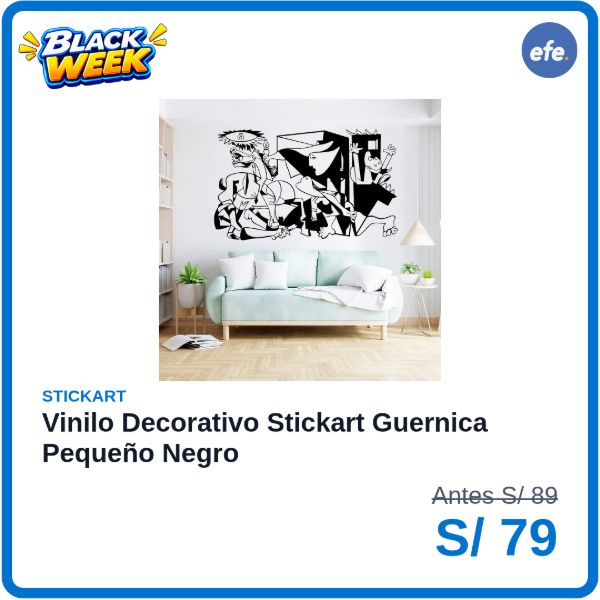 BLACK
WEEK
efe.
STICKART
Vinilo Decorativo Stickart Guernica
Pequeño Negro
Antes S/ 89
S/ 79